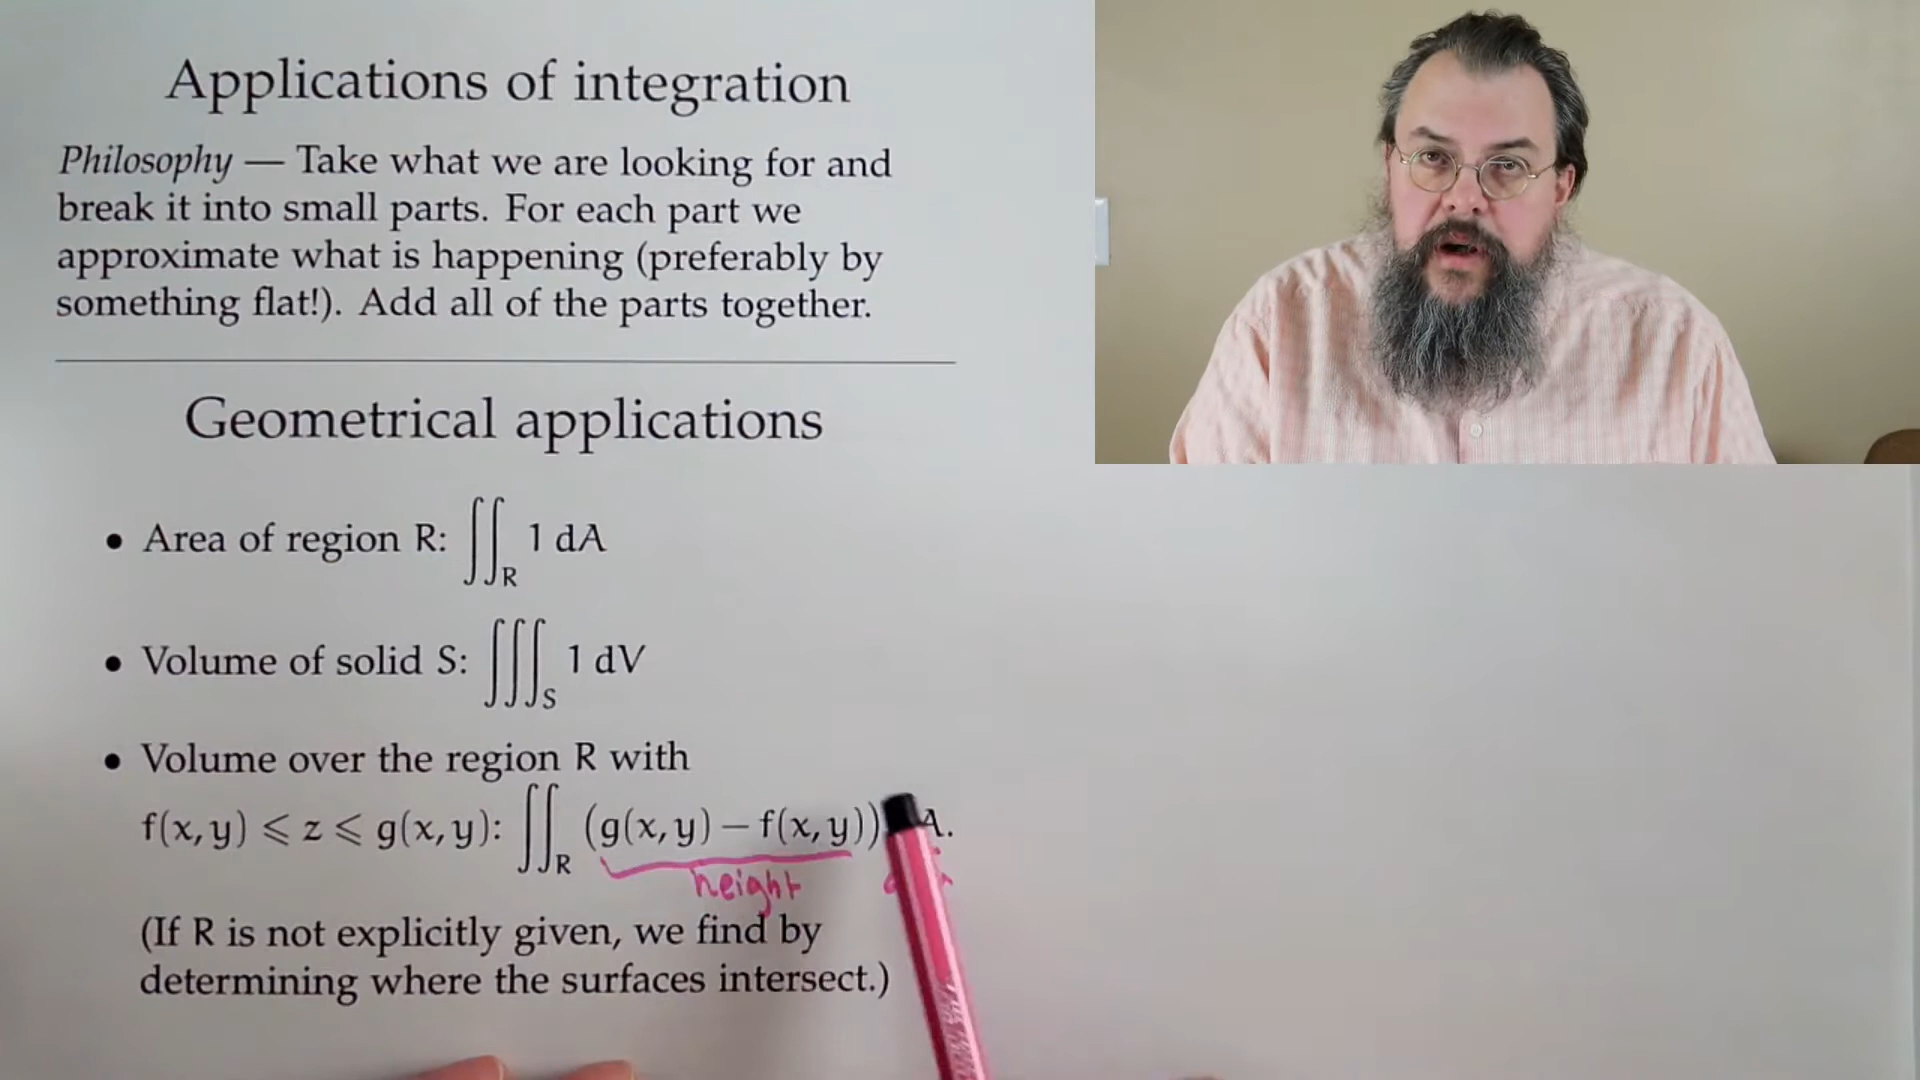 Applications of integration
Philosophy — Take what we are looking for and
break it into small parts. For each part we
approximate what is happening (preferably by
something flat!). Add all of the parts together.
Geometrical applications
• Area of region R: ∬_R 1 dA
• Volume of solid S: ∭_S 1 dV
• Volume over the region R with
f(x, y) ⩽ z ⩽ g(x, y): ∬_R (g(x, y) − f(x, y)) A.
height
(If R is not explicitly given, we find by
determining where the surfaces intersect.)